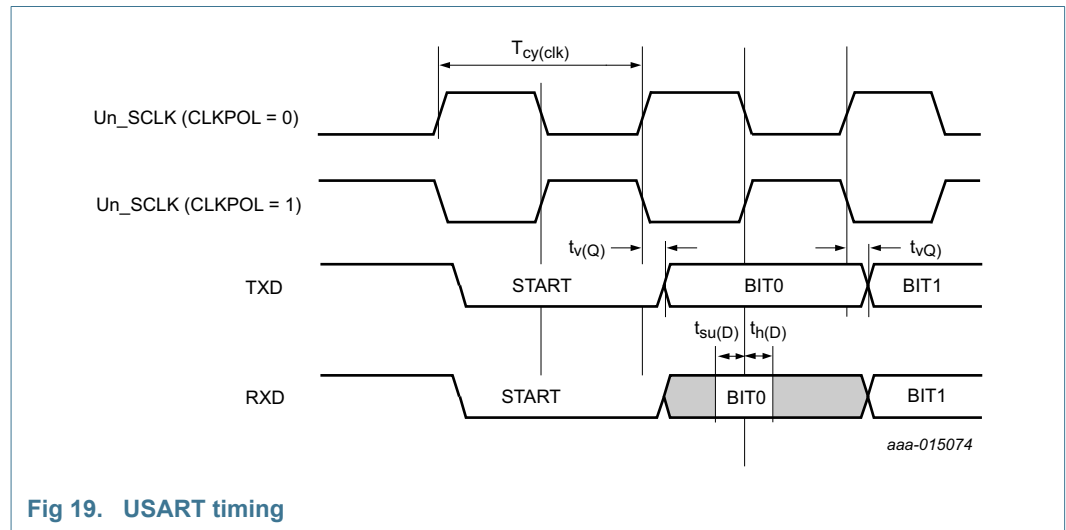 Tcy(clk)
Un_SCLK (CLKPOL = 0)
Un_SCLK (CLKPOL = 1)
tv(Q)
tvQ)
TXD
START
BIT0
BIT1
tsu(D)
th(D)
RXD
START
BIT0
BIT1
aaa-015074
Fig 19. USART timing